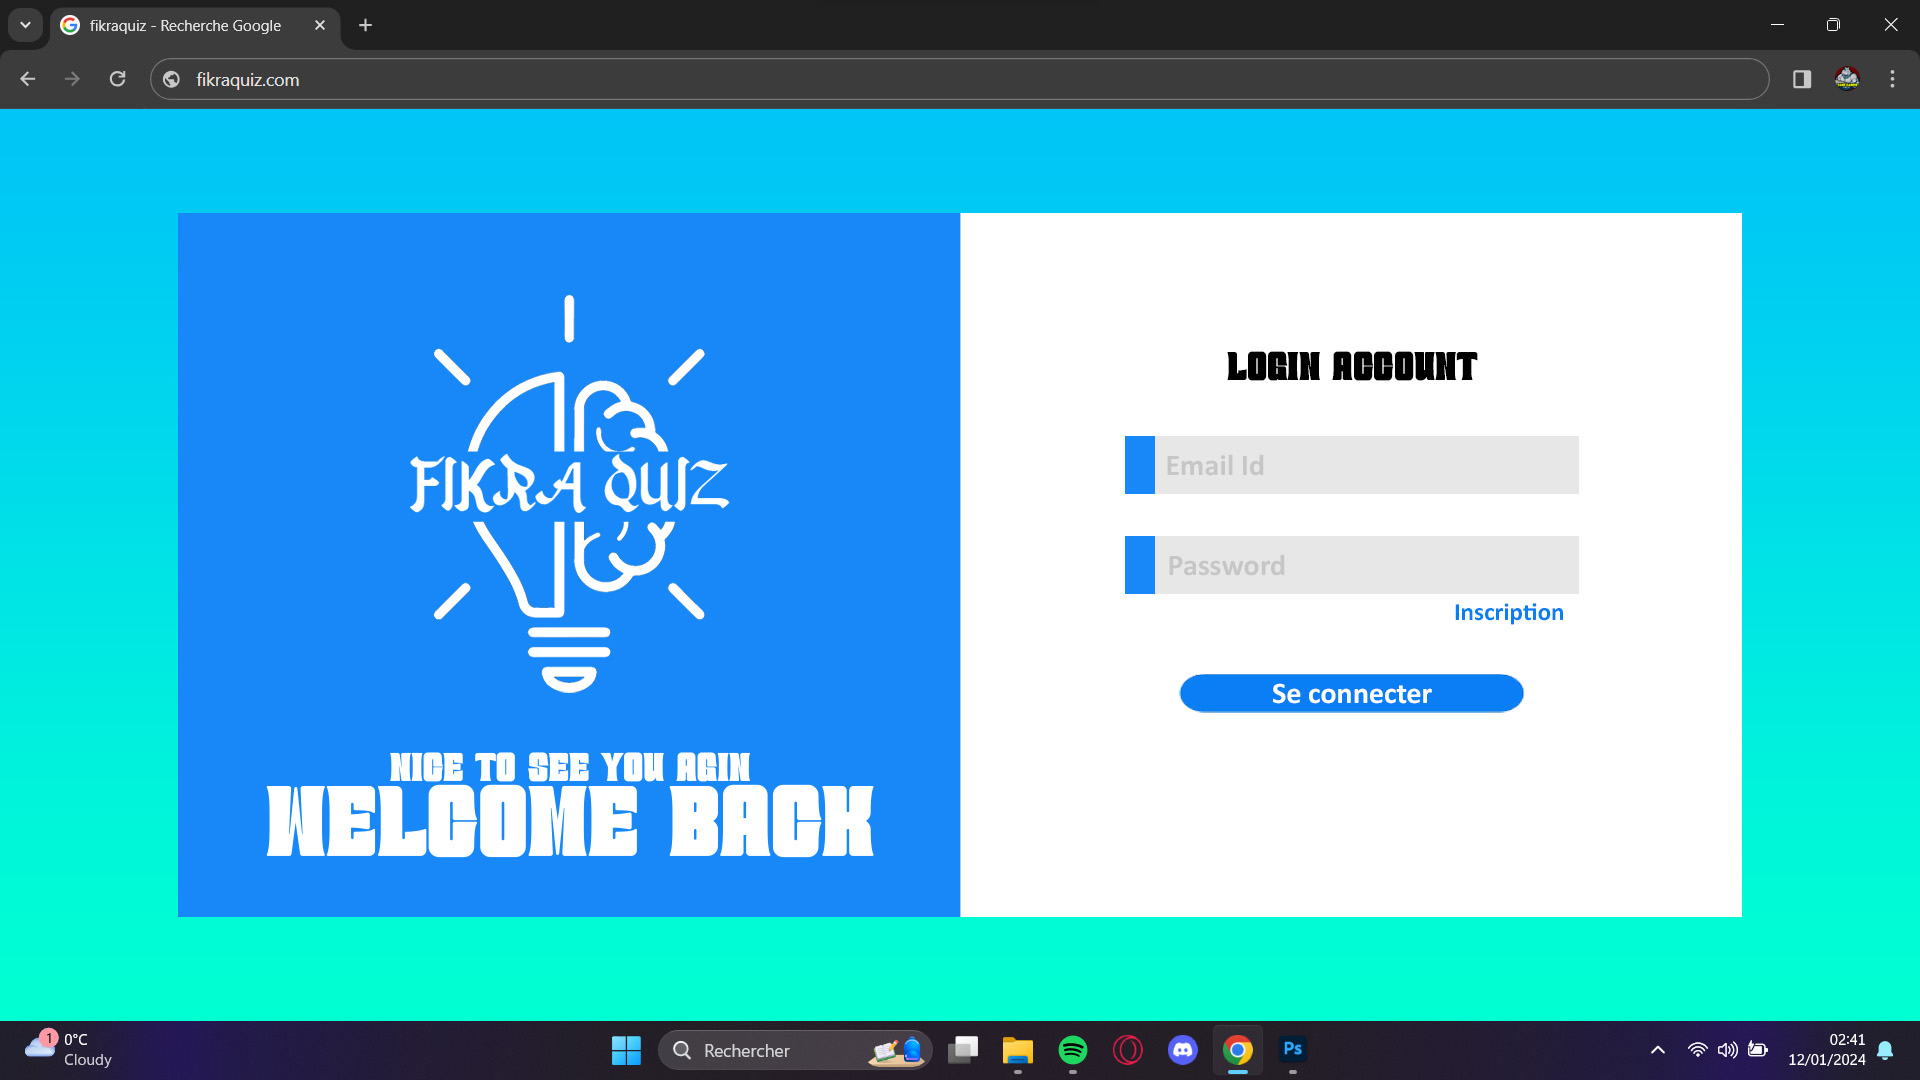 fikraquiz - Recherche Google
fikraquiz.com
FIKRA QUIZ
NICE TO SEE YOU AGIN
WELCOME BACK
LOGIN ACCOUNT
Email Id
Password
Inscription
Se connecter
1
0°C
Cloudy
Rechercher
Ps
02:41
12/01/2024